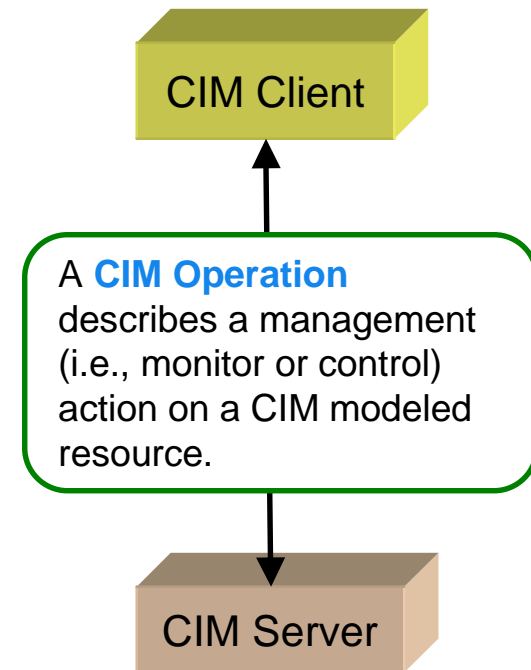 CIM Client
A CIM Operation
describes a management
(i.e., monitor or control)
action on a CIM modeled
resource.
CIM Server